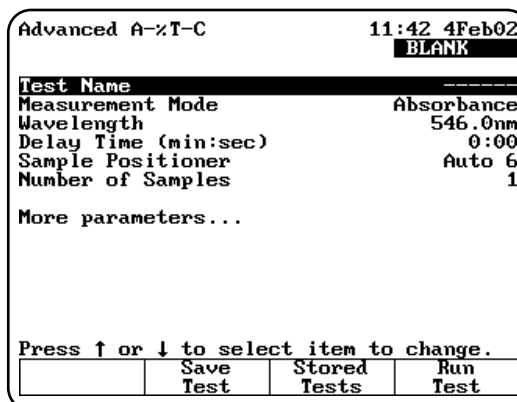 Advanced A-%T-C 11:42 4Feb02
BLANK
Test Name ------
Measurement Mode Absorbance
Wavelength 546.0nm
Delay Time (min:sec) 0:00
Sample Positioner Auto 6
Number of Samples 1
More parameters...
Press ↑ or ↓ to select item to change.
Save Stored Run
Test Tests Test